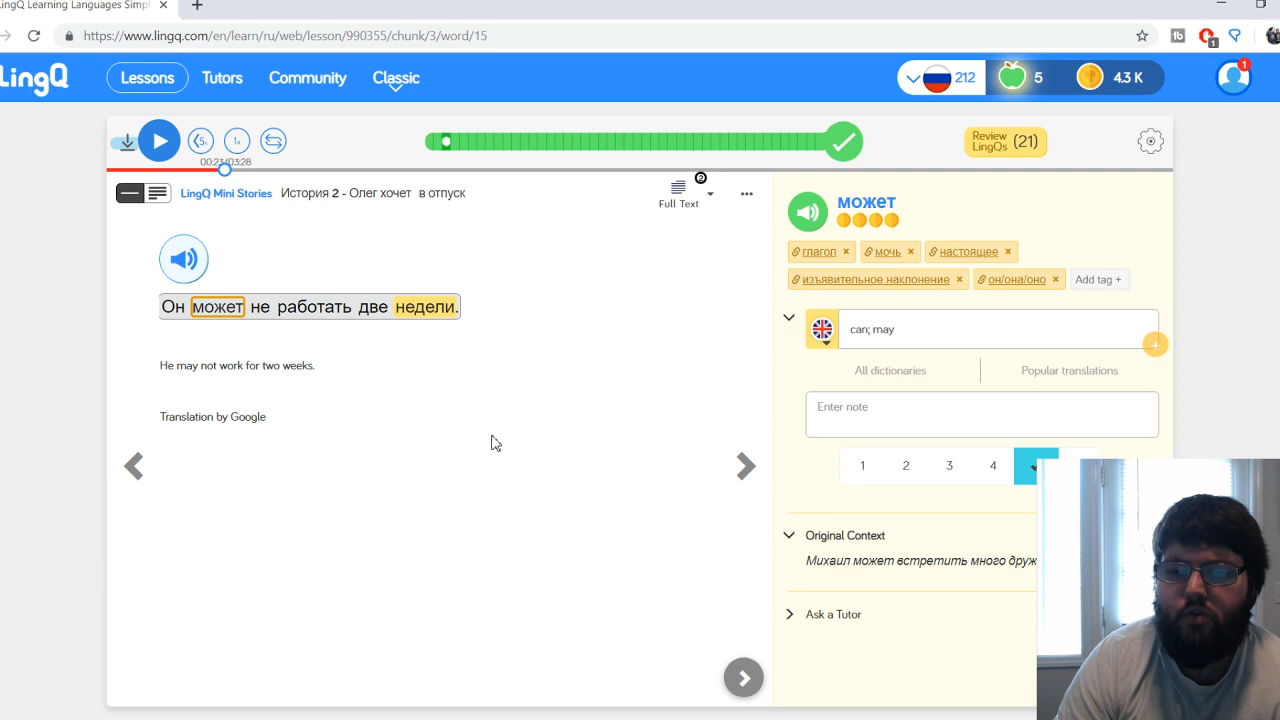 LingQ Learning Languages Simpl
https://www.lingq.com/en/learn/ru/web/lesson/990355/chunk/3/word/15
1
LingQ
Lessons
Tutors
Community
Classic
212
5
4.3 K
1
5s
1x
00:23/03:28
Review
LingQs
(21)
LingQ Mini Stories
История 2 - Олег хочет в отпуск
2
Full Text
Он может не работать две недели.
He may not work for two weeks.
Translation by Google
может
глагол ×
мочь ×
настоящее ×
изъявительное наклонение ×
он/она/оно ×
Add tag +
can; may
All dictionaries
Popular translations
Enter note
1
2
3
4
Original Context
Михаил может встретить много друж
Ask a Tutor